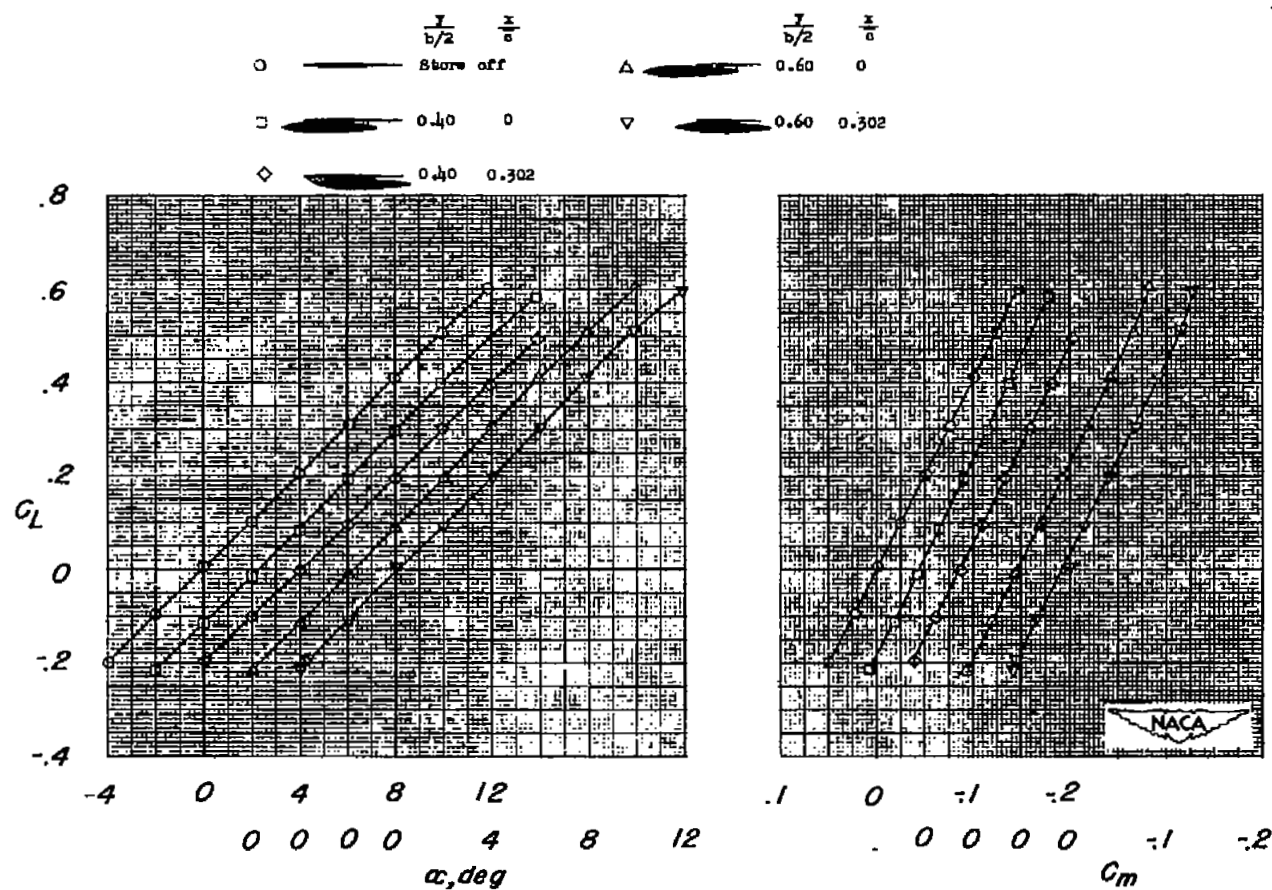 y/b/2 x/c y/b/2 x/c
Store off 0.60 0
0.40 0 0.60 0.302
0.40 0.302
.8
.6
.4
.2
C_L
0
-.2
-.4
NACA
-4 0 4 8 12 .1 0 -.1 -.2
0 0 0 0 4 8 12 0 0 0 0 -.1 -.2
α, deg C_m